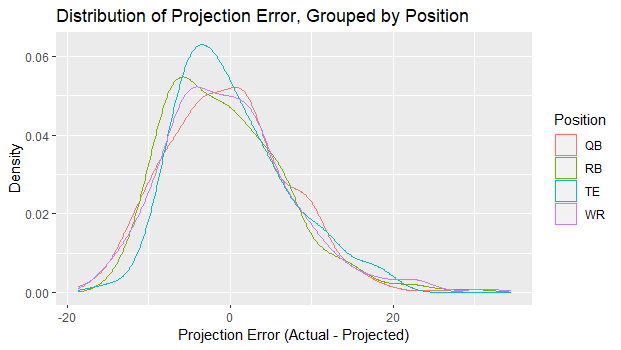 Distribution of Projection Error, Grouped by Position
0.06
0.04
0.02
0.00
Density
-20
0
20
Projection Error (Actual - Projected)
Position
QB
RB
TE
WR